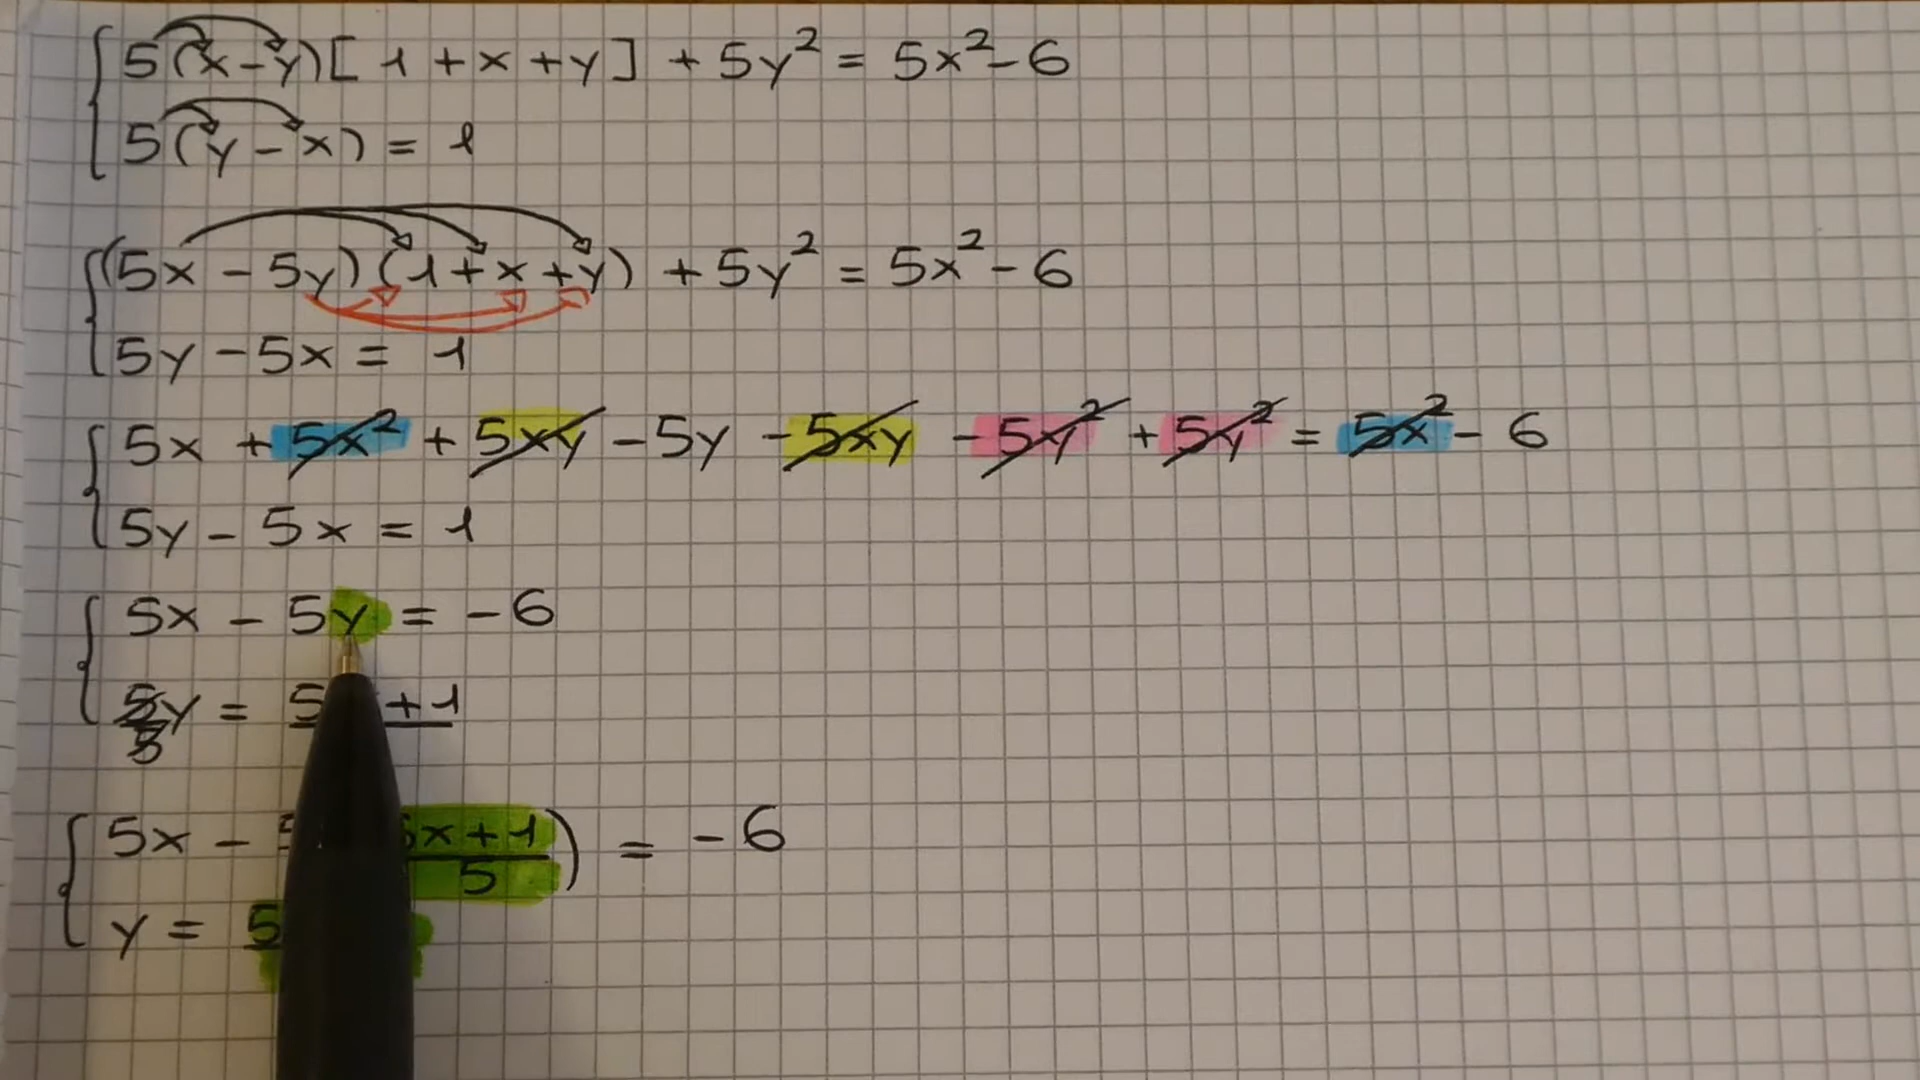 5(x-y)[1+x+y]+5y²=5x²-6
5(y-x)=1
(5x-5y)(1+x+y)+5y²=5x²-6
5y-5x=1
5x+5x²+5xy-5y-5xy-5y²+5y²=5x²-6
5y-5x=1
5x-5y=-6
5y=5 +1
5
5x- x+1)=-6
5
y=5